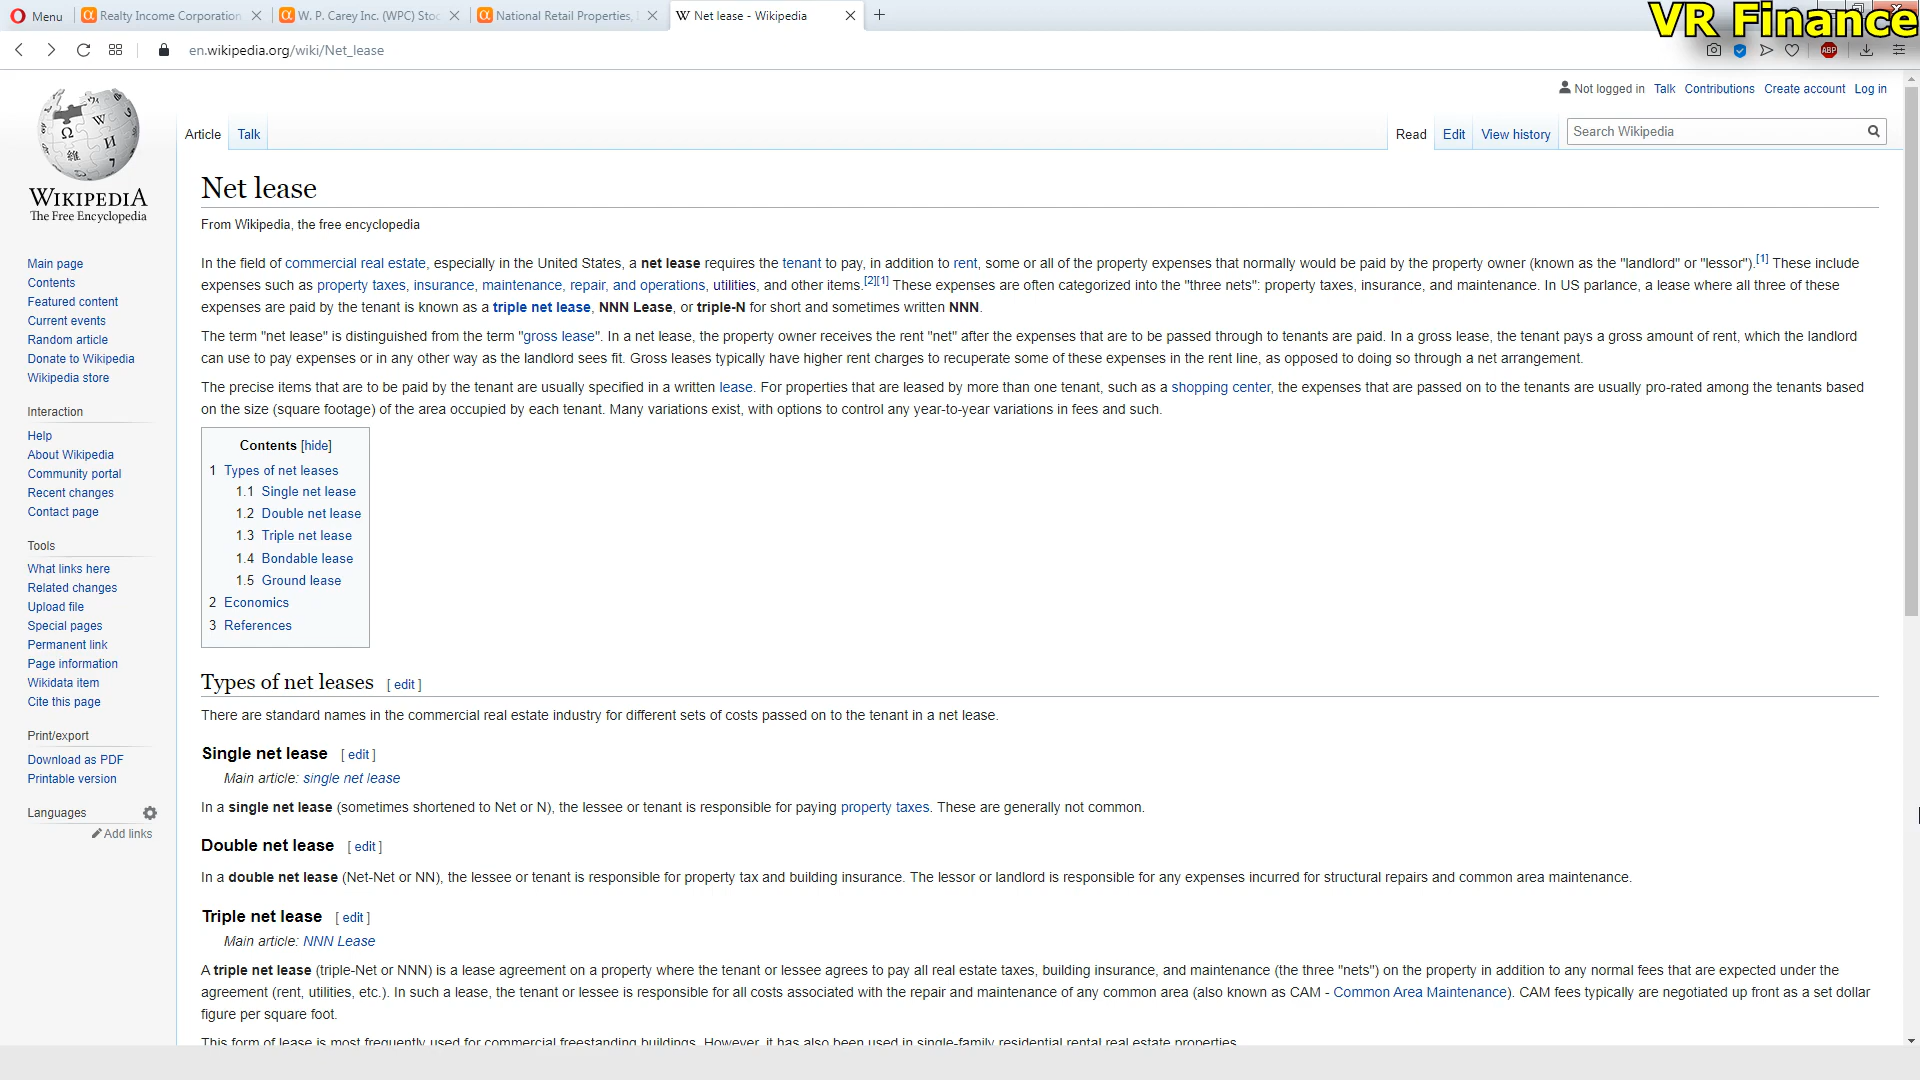 Menu
Realty Income Corporation
W. P. Carey Inc. (WPC) Stoc
National Retail Properties,
Net lease - Wikipedia
VR Finance
en.wikipedia.org/wiki/Net_lease
ABP
Not logged in Talk Contributions Create account Log in
Article Talk
Read Edit View history
Search Wikipedia
WIKIPEDIA
The Free Encyclopedia
Main page
Contents
Featured content
Current events
Random article
Donate to Wikipedia
Wikipedia store
Interaction
Help
About Wikipedia
Community portal
Recent changes
Contact page
Tools
What links here
Related changes
Upload file
Special pages
Permanent link
Page information
Wikidata item
Cite this page
Print/export
Download as PDF
Printable version
Languages
Add links
Net lease
From Wikipedia, the free encyclopedia
In the field of commercial real estate, especially in the United States, a net lease requires the tenant to pay, in addition to rent, some or all of the property expenses that normally would be paid by the property owner (known as the "landlord" or "lessor").[1] These include
expenses such as property taxes, insurance, maintenance, repair, and operations, utilities, and other items.[2][1] These expenses are often categorized into the "three nets": property taxes, insurance, and maintenance. In US parlance, a lease where all three of these
expenses are paid by the tenant is known as a triple net lease, NNN Lease, or triple-N for short and sometimes written NNN.
The term "net lease" is distinguished from the term "gross lease". In a net lease, the property owner receives the rent "net" after the expenses that are to be passed through to tenants are paid. In a gross lease, the tenant pays a gross amount of rent, which the landlord
can use to pay expenses or in any other way as the landlord sees fit. Gross leases typically have higher rent charges to recuperate some of these expenses in the rent line, as opposed to doing so through a net arrangement.
The precise items that are to be paid by the tenant are usually specified in a written lease. For properties that are leased by more than one tenant, such as a shopping center, the expenses that are passed on to the tenants are usually pro-rated among the tenants based
on the size (square footage) of the area occupied by each tenant. Many variations exist, with options to control any year-to-year variations in fees and such.
Contents [hide]
1 Types of net leases
1.1 Single net lease
1.2 Double net lease
1.3 Triple net lease
1.4 Bondable lease
1.5 Ground lease
2 Economics
3 References
Types of net leases [ edit ]
There are standard names in the commercial real estate industry for different sets of costs passed on to the tenant in a net lease.
Single net lease [ edit ]
Main article: single net lease
In a single net lease (sometimes shortened to Net or N), the lessee or tenant is responsible for paying property taxes. These are generally not common.
Double net lease [ edit ]
In a double net lease (Net-Net or NN), the lessee or tenant is responsible for property tax and building insurance. The lessor or landlord is responsible for any expenses incurred for structural repairs and common area maintenance.
Triple net lease [ edit ]
Main article: NNN Lease
A triple net lease (triple-Net or NNN) is a lease agreement on a property where the tenant or lessee agrees to pay all real estate taxes, building insurance, and maintenance (the three "nets") on the property in addition to any normal fees that are expected under the
agreement (rent, utilities, etc.). In such a lease, the tenant or lessee is responsible for all costs associated with the repair and maintenance of any common area (also known as CAM - Common Area Maintenance). CAM fees typically are negotiated up front as a set dollar
figure per square foot.
This form of lease is most frequently used for commercial freestanding buildings. However, it has also been used in single-family residential rental real estate properties.